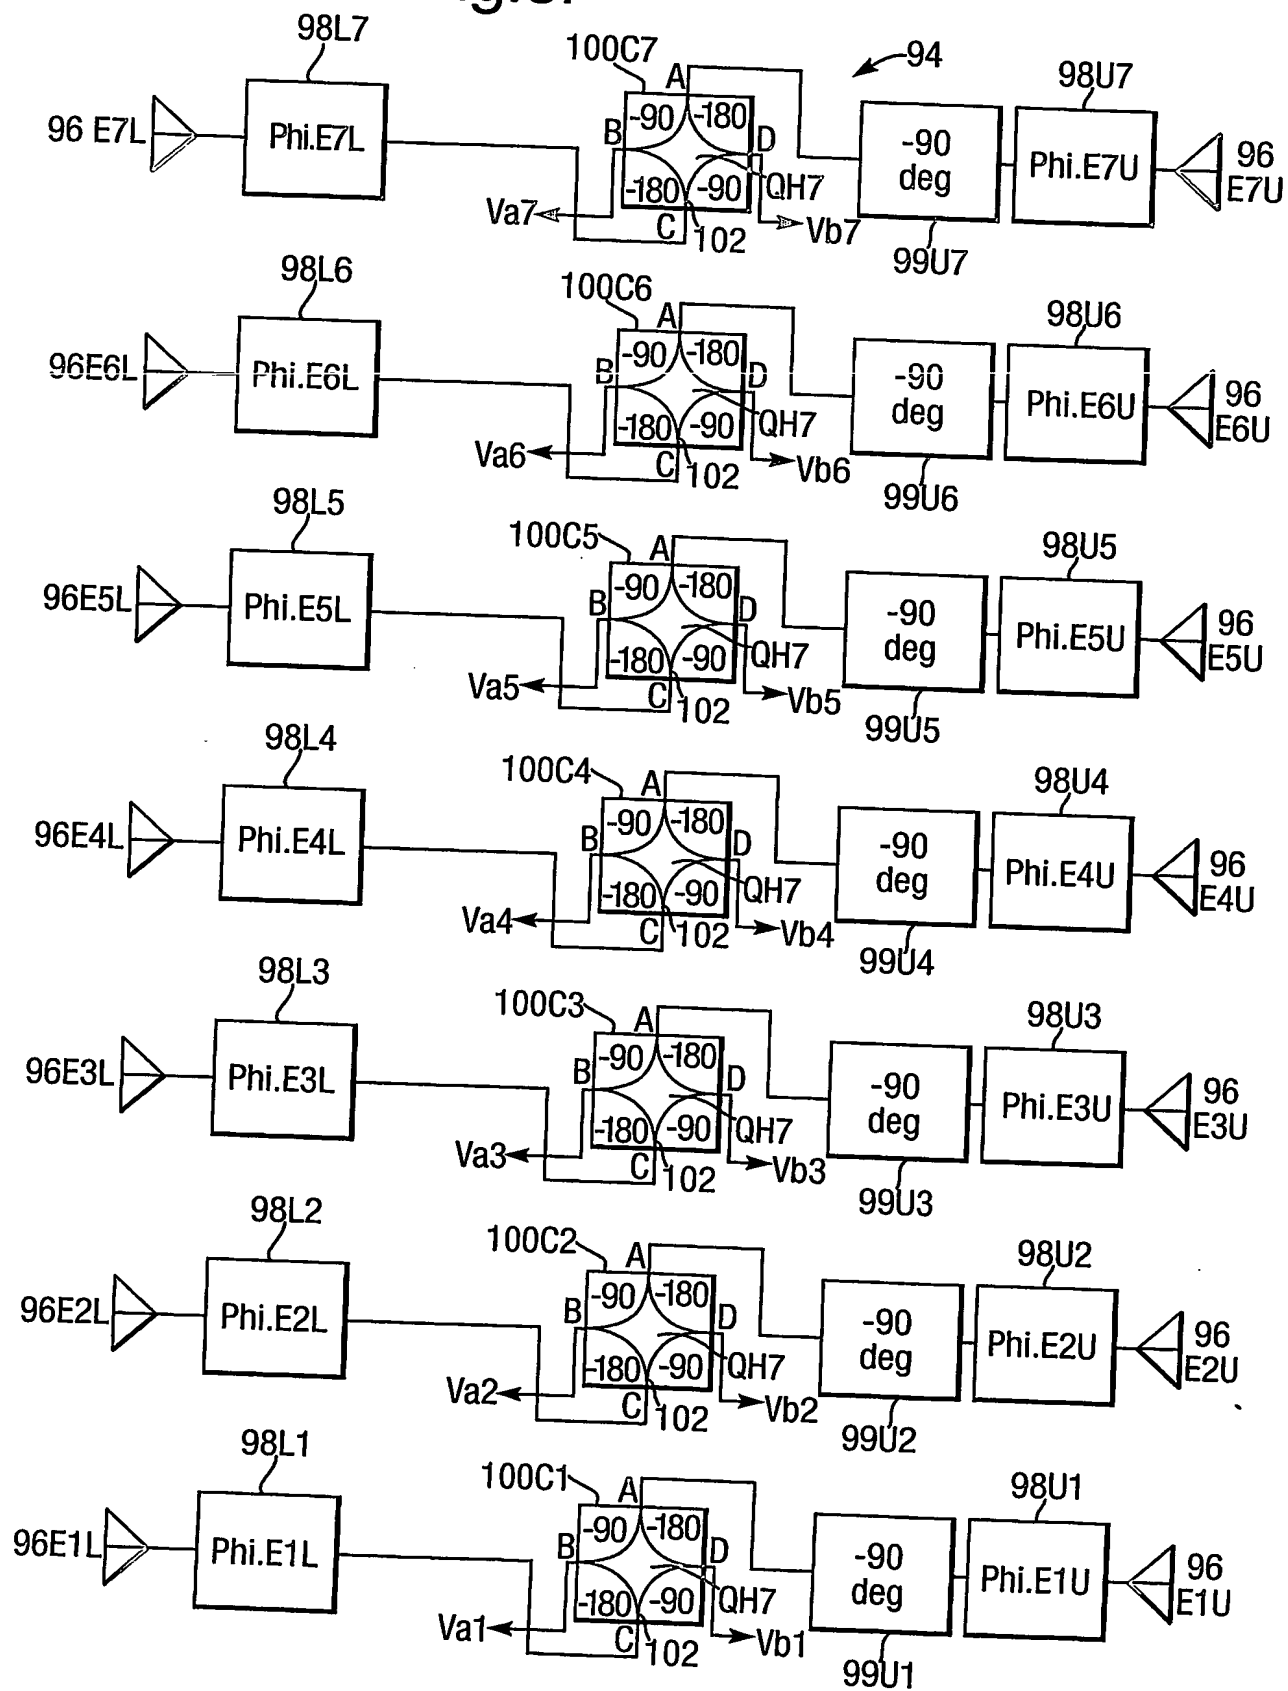 98L7
100C7
94
98U7
96 E7L
Phi.E7L
A
-90
-180
B
D
-180
-90
QH7
Va7
C
102
Vb7
-90
deg
99U7
Phi.E7U
96
E7U
98L6
100C6
98U6
96E6L
Phi.E6L
A
-90
-180
B
D
-180
-90
QH7
Va6
C
102
Vb6
-90
deg
99U6
Phi.E6U
96
E6U
98L5
100C5
98U5
96E5L
Phi.E5L
A
-90
-180
B
D
-180
-90
QH7
Va5
C
102
Vb5
-90
deg
99U5
Phi.E5U
96
E5U
98L4
100C4
98U4
96E4L
Phi.E4L
A
-90
-180
B
D
-180
-90
QH7
Va4
C
102
Vb4
-90
deg
99U4
Phi.E4U
96
E4U
98L3
100C3
98U3
96E3L
Phi.E3L
A
-90
-180
B
D
-180
-90
QH7
Va3
C
102
Vb3
-90
deg
99U3
Phi.E3U
96
E3U
98L2
100C2
98U2
96E2L
Phi.E2L
A
-90
-180
B
D
-180
-90
QH7
Va2
C
102
Vb2
-90
deg
99U2
Phi.E2U
96
E2U
98L1
100C1
98U1
96E1L
Phi.E1L
A
-90
-180
B
D
-180
-90
QH7
Va1
C
102
Vb1
-90
deg
99U1
Phi.E1U
96
E1U